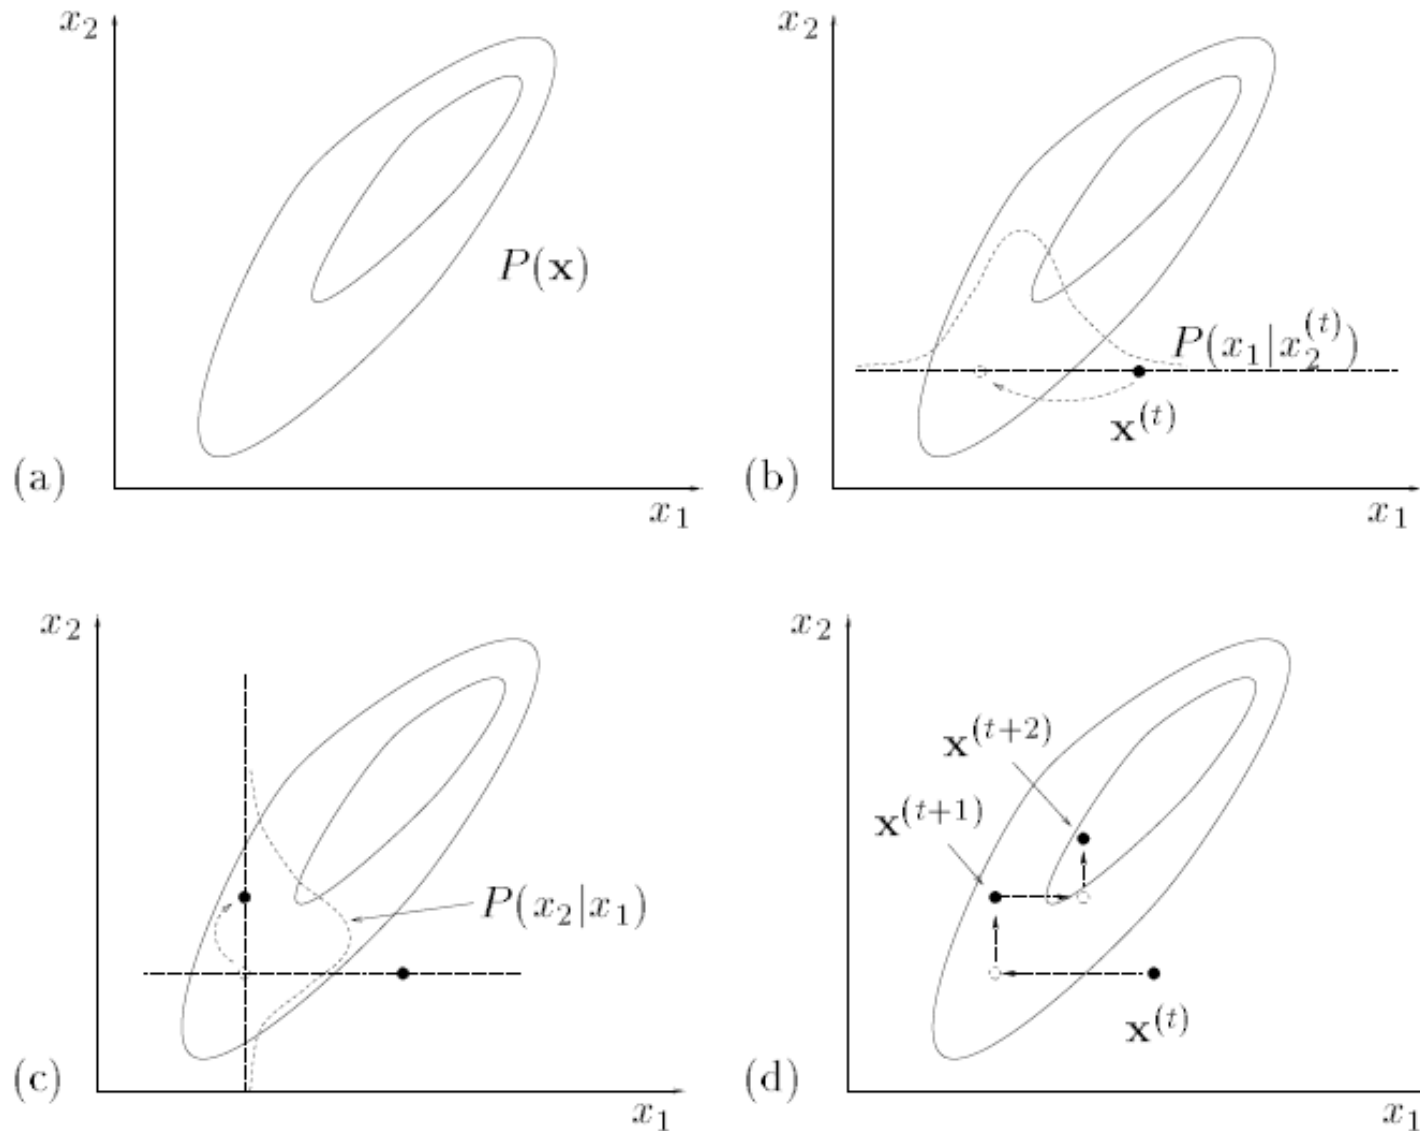 x₂
P(𝐱)
(a)
x₁
x₂
P(x₁|x₂⁽ᵗ⁾)
𝐱⁽ᵗ⁾
(b)
x₁
x₂
P(x₂|x₁)
(c)
x₁
x₂
𝐱⁽ᵗ⁺²⁾
𝐱⁽ᵗ⁺¹⁾
𝐱⁽ᵗ⁾
(d)
x₁